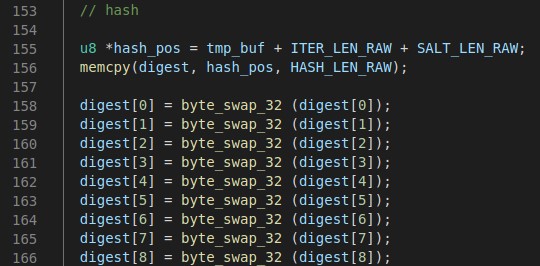 153 // hash
154
155 u8 *hash_pos = tmp_buf + ITER_LEN_RAW + SALT_LEN_RAW;
156 memcpy(digest, hash_pos, HASH_LEN_RAW);
157
158 digest[0] = byte_swap_32 (digest[0]);
159 digest[1] = byte_swap_32 (digest[1]);
160 digest[2] = byte_swap_32 (digest[2]);
161 digest[3] = byte_swap_32 (digest[3]);
162 digest[4] = byte_swap_32 (digest[4]);
163 digest[5] = byte_swap_32 (digest[5]);
164 digest[6] = byte_swap_32 (digest[6]);
165 digest[7] = byte_swap_32 (digest[7]);
166 digest[8] = byte_swap_32 (digest[8]);